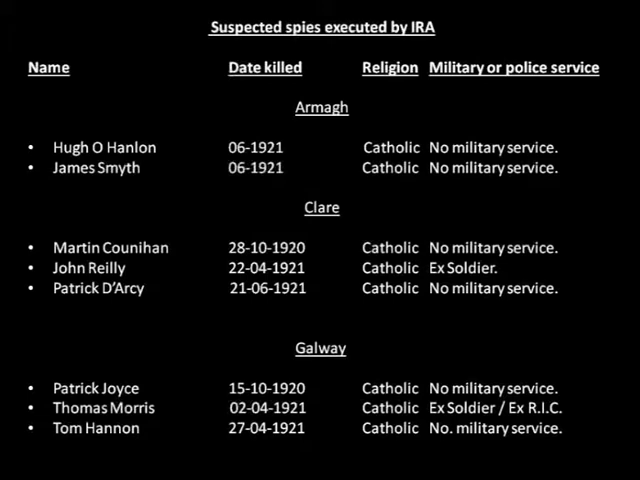 Suspected spies executed by IRA
Name Date killed Religion Military or police service
Armagh
• Hugh O Hanlon 06-1921 Catholic No military service.
• James Smyth 06-1921 Catholic No military service.
Clare
• Martin Counihan 28-10-1920 Catholic No military service.
• John Reilly 22-04-1921 Catholic Ex Soldier.
• Patrick D’Arcy 21-06-1921 Catholic No military service.
Galway
• Patrick Joyce 15-10-1920 Catholic No military service.
• Thomas Morris 02-04-1921 Catholic Ex Soldier / Ex R.I.C.
• Tom Hannon 27-04-1921 Catholic No. military service.